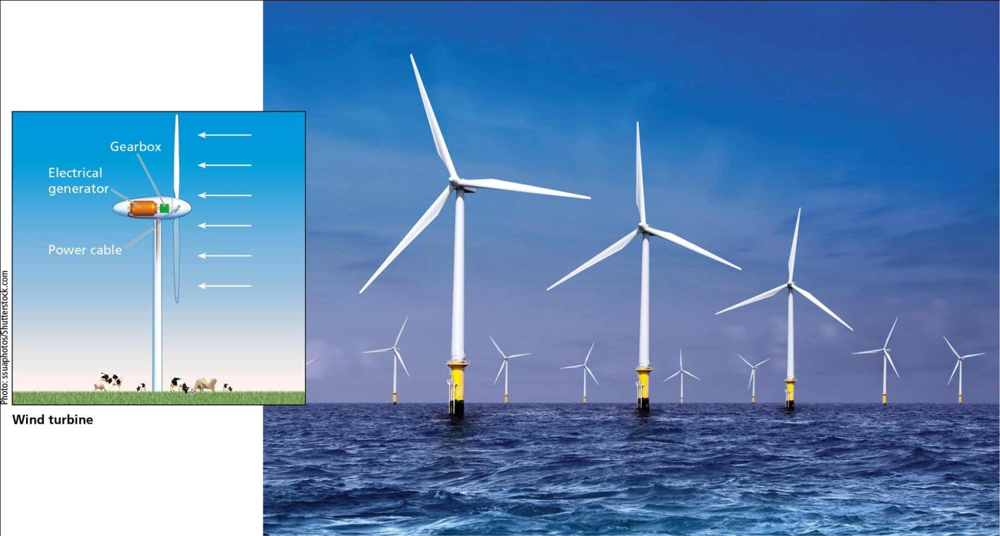 Gearbox
Electrical
generator
Power cable
Wind turbine
Photo: ssuaphotos/Shutterstock.com